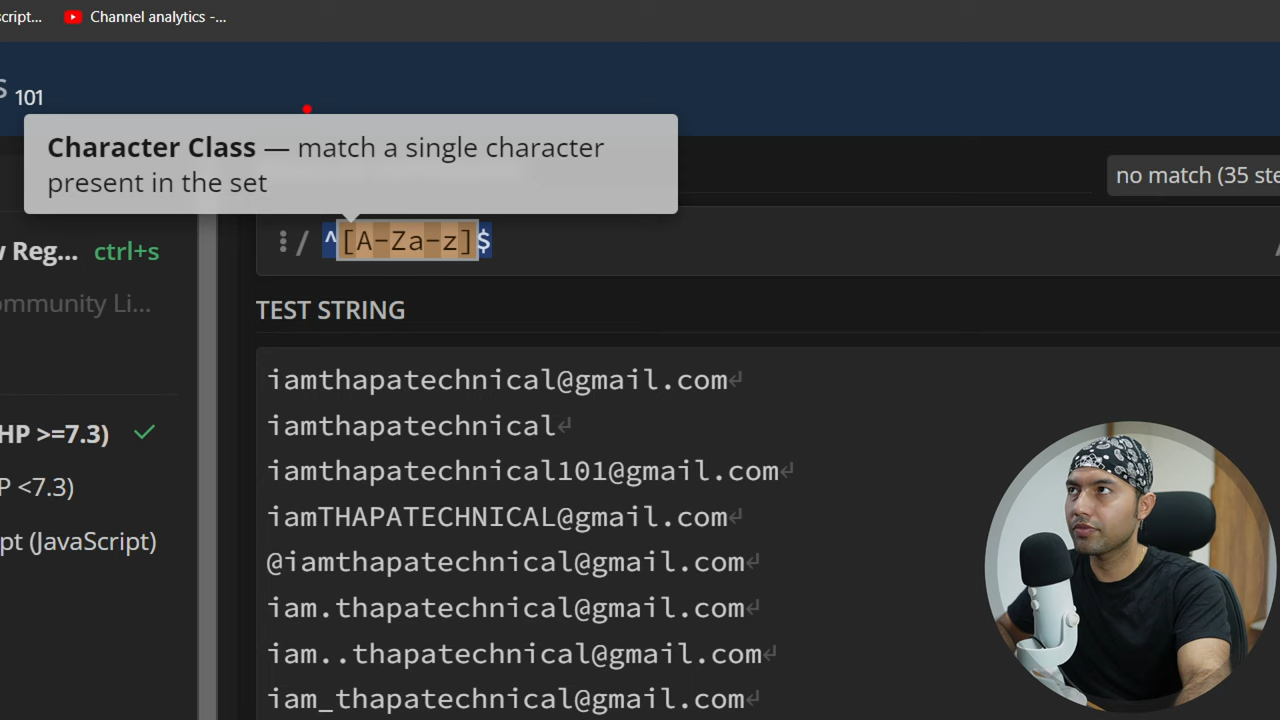 script...
Channel analytics -...
101
Character Class — match a single character
present in the set
no match (35 ste
/ ^[A-Za-z]$
Reg... ctrl+s
ommunity Li...
TEST STRING
iamthapatechnical@gmail.com
HP >=7.3)
iamthapatechnical
iamthapatechnical101@gmail.com
P <7.3)
iamTHAPATECHNICAL@gmail.com
pt (JavaScript)
@iamthapatechnical@gmail.com
iam.thapatechnical@gmail.com
iam..thapatechnical@gmail.com
iam_thapatechnical@gmail.com